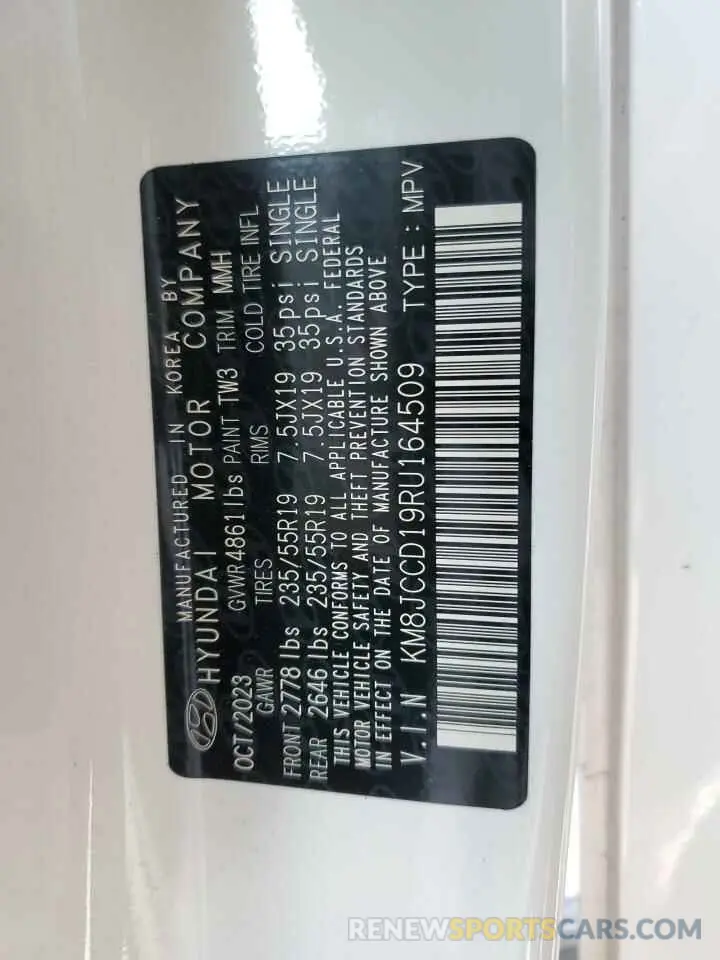 MANUFACTURED IN KOREA BY
HYUNDAI MOTOR COMPANY
OCT/2023 GVWR4861lbs PAINT TW3 TRIM MMH
GAWR TIRES RIMS COLD TIRE INFL
FRONT 2778lbs 235/55R19 7.5JX19 35psi SINGLE
REAR 2646lbs 235/55R19 7.5JX19 35psi SINGLE
THIS VEHICLE CONFORMS TO ALL APPLICABLE U.S.A. FEDERAL
MOTOR VEHICLE SAFETY AND THEFT PREVENTION STANDARDS
IN EFFECT ON THE DATE OF MANUFACTURE SHOWN ABOVE
V.I.N KM8JCCD19RU164509 TYPE : MPV
RENEWSPORTSCARS.COM